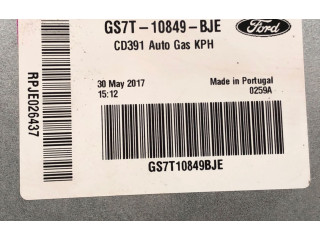 GS7T-10849-BJE
Ford
CD391 Auto Gas KPH
30 May 2017
15:12
Made in Portugal
0259A
GS7T10849BJE
RPJE026437